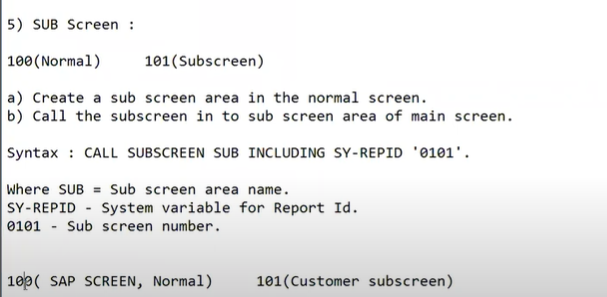 5) SUB Screen :
100(Normal) 101(Subscreen)
a) Create a sub screen area in the normal screen.
b) Call the subscreen in to sub screen area of main screen.
Syntax : CALL SUBSCREEN SUB INCLUDING SY-REPID '0101'.
Where SUB = Sub screen area name.
SY-REPID - System variable for Report Id.
0101 - Sub screen number.
100( SAP SCREEN, Normal) 101(Customer subscreen)